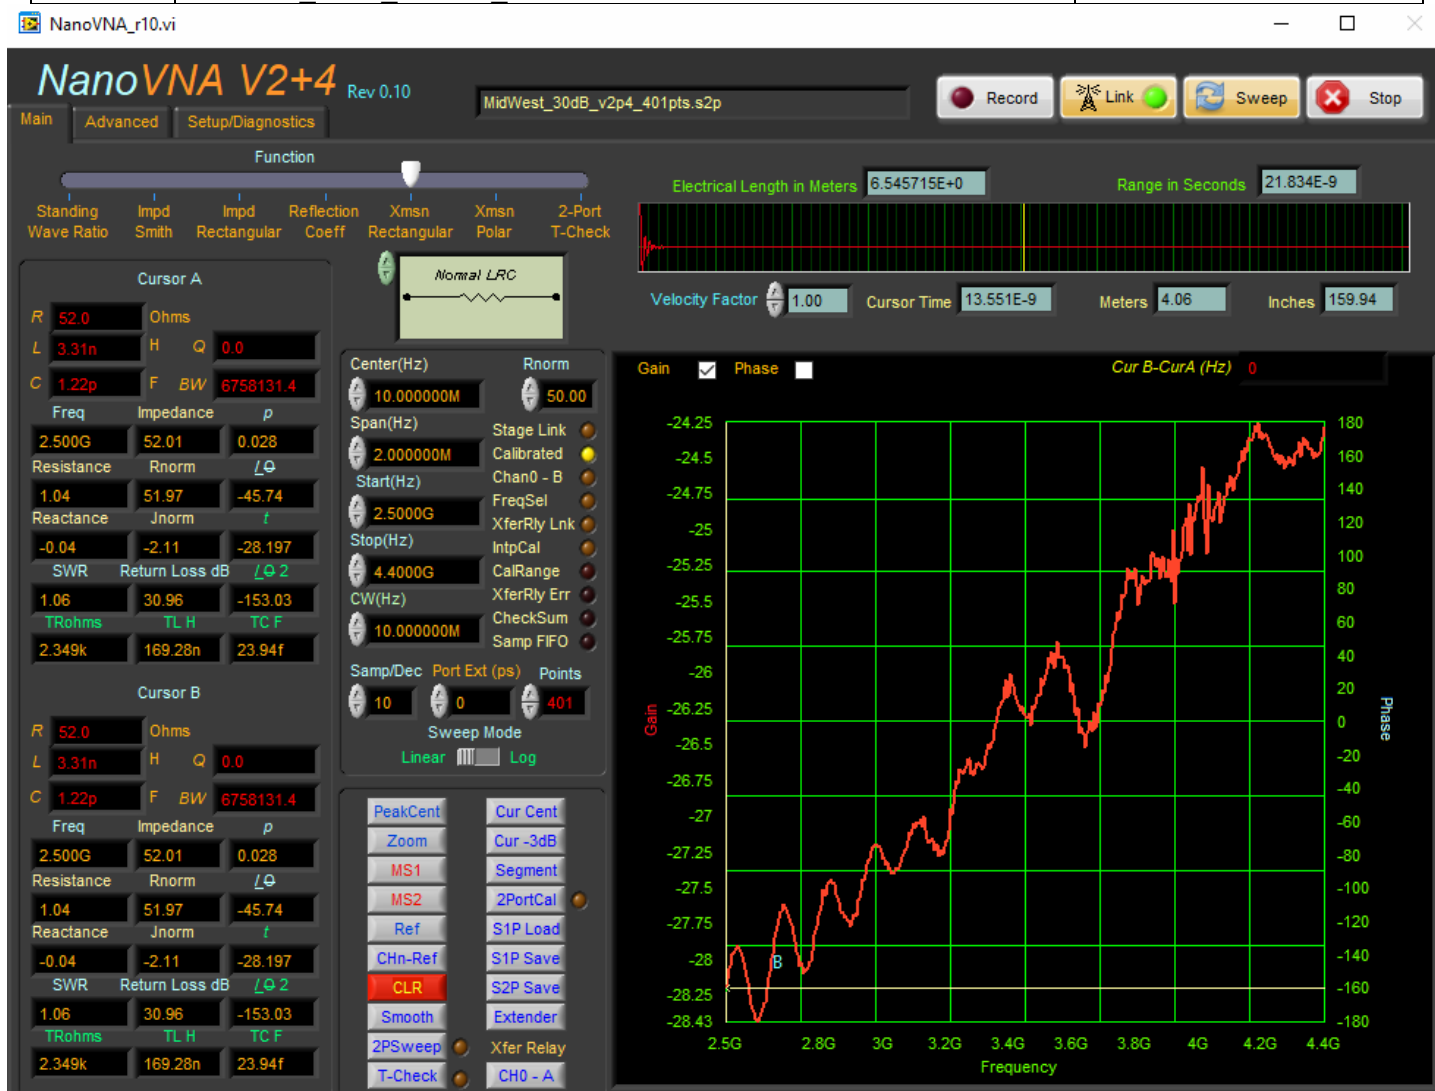 NanoVNA_r10.vi
NanoVNA V2+4 Rev 0.10
MidWest_30dB_v2p4_401pts.s2p
Record Link Sweep Stop
Main Advanced Setup/Diagnostics
Function
Standing Wave Ratio
Impd Smith
Impd Rectangular
Reflection Coeff
Xmsn Rectangular
Xmsn Polar
2-Port T-Check
Electrical Length in Meters 6.545715E+0 Range in Seconds 21.834E-9
Velocity Factor 1.00 Cursor Time 13.551E-9 Meters 4.06 Inches 159.94
Normal LRC
Cursor A
R 52.0 Ohms
L 3.31n H Q 0.0
C 1.22p F BW 6758131.4
Freq Impedance p
2.500G 52.01 0.028
Resistance Rnorm /Θ
1.04 51.97 -45.74
Reactance Jnorm t
-0.04 -2.11 -28.197
SWR Return Loss dB /Θ 2
1.06 30.96 -153.03
TRohms TL H TC F
2.349k 169.28n 23.94f
Cursor B
R 52.0 Ohms
L 3.31n H Q 0.0
C 1.22p F BW 6758131.4
Freq Impedance p
2.500G 52.01 0.028
Resistance Rnorm /Θ
1.04 51.97 -45.74
Reactance Jnorm t
-0.04 -2.11 -28.197
SWR Return Loss dB /Θ 2
1.06 30.96 -153.03
TRohms TL H TC F
2.349k 169.28n 23.94f
Center(Hz) Rnorm
10.000000M 50.00
Span(Hz)
2.000000M
Start(Hz)
2.5000G
Stop(Hz)
4.4000G
CW(Hz)
10.000000M
Stage Link
Calibrated
Chan0 - B
FreqSel
XferRly Lnk
IntpCal
CalRange
XferRly Err
CheckSum
Samp FIFO
Samp/Dec Port Ext (ps) Points
10 0 401
Sweep Mode
Linear Log
PeakCent Cur Cent
Zoom Cur -3dB
MS1 Segment
MS2 2PortCal
Ref S1P Load
CHn-Ref S1P Save
CLR S2P Save
Smooth Extender
2PSweep Xfer Relay
T-Check CH0 - A
Gain Phase Cur B-CurA (Hz) 0
-24.25
-24.5
-24.75
-25
-25.25
-25.5
-25.75
-26
-26.25
-26.5
-26.75
-27
-27.25
-27.5
-27.75
-28
-28.25
-28.43
Gain
B
180
160
140
120
100
80
60
40
20
0
-20
-40
-60
-80
-100
-120
-140
-160
-180
Phase
2.5G 2.8G 3G 3.2G 3.4G 3.6G 3.8G 4G 4.2G 4.4G
Frequency